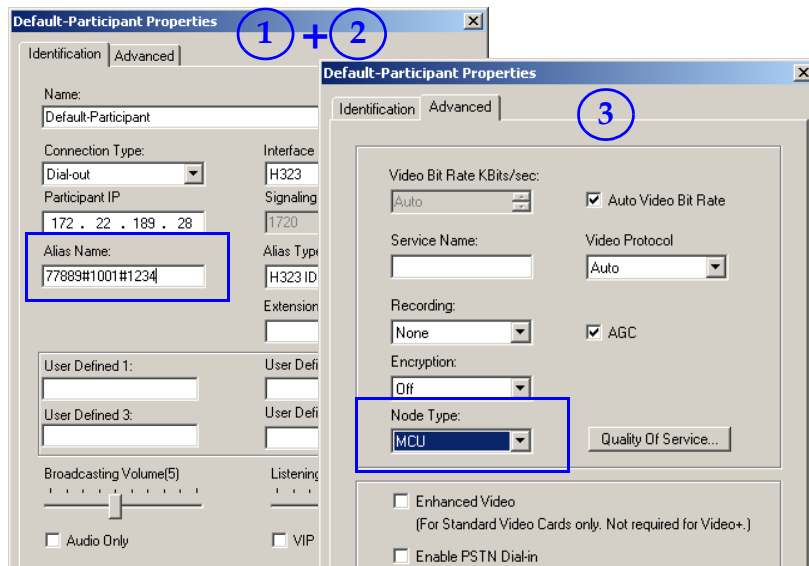 Default-Participant Properties
1 + 2
Identification
Advanced
Name:
Default-Participant
Connection Type:
Interface
Dial-out
H323
Participant IP
Signaling
172 . 22 . 189 . 28
1720
Alias Name:
Alias Type
77889#1001#1234
H323 ID
Extension
User Defined 1:
User Defi
User Defined 3:
User Defi
Broadcasting Volume(5)
Listening
Audio Only
VIP
Default-Participant Properties
Identification
Advanced
3
Video Bit Rate KBits/sec:
Auto
Auto Video Bit Rate
Service Name:
Video Protocol
Auto
Recording:
None
AGC
Encryption:
Off
Node Type:
MCU
Quality Of Service...
Enhanced Video
(For Standard Video Cards only. Not required for Video+.)
Enable PSTN Dial-in